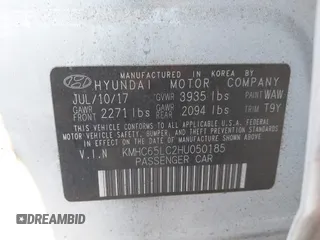 MANUFACTURED IN KOREA BY
HYUNDAI MOTOR COMPANY
JUL/10/17 GVWR 3935 lbs PAINT WAW
GAWR FRONT 2271 lbs GAWR REAR 2094 lbs TRIM T9Y
THIS VEHICLE CONFORMS TO ALL APPLICABLE
FEDERAL MOTOR VEHICLE SAFETY, BUMPER, AND
THEFT PREVENTION STANDARDS IN EFFECT ON
THE DATE OF MANUFACTURE SHOWN ABOVE.
V.I.N KMHC65LC2HU050185
PASSENGER CAR
DCHISTORY.COM